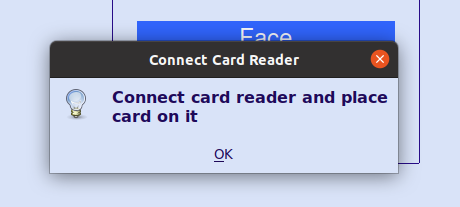 Face
Connect Card Reader
Connect card reader and place
card on it
OK